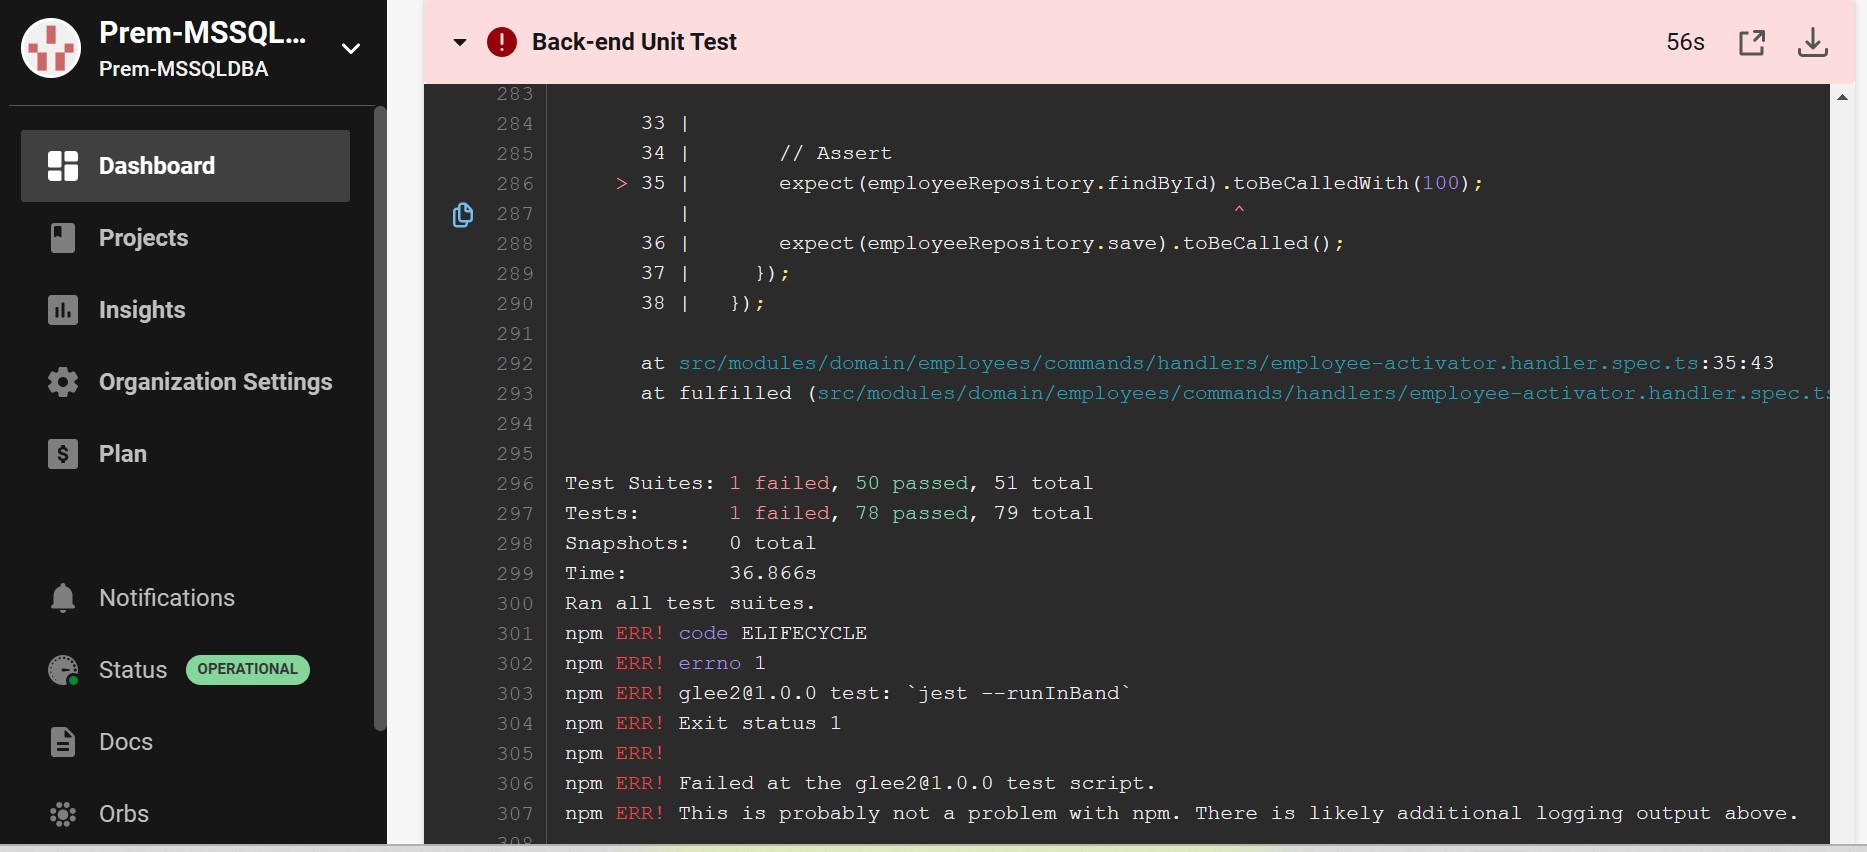 Prem-MSSQL...
Prem-MSSQLDBA
Dashboard
Projects
Insights
Organization Settings
Plan
Notifications
Status OPERATIONAL
Docs
Orbs
Back-end Unit Test 56s
283
284 33 |
285 34 | // Assert
286 > 35 | expect(employeeRepository.findById).toBeCalledWith(100);
287 | ^
288 36 | expect(employeeRepository.save).toBeCalled();
289 37 | });
290 38 | });
291
292 at src/modules/domain/employees/commands/handlers/employee-activator.handler.spec.ts:35:43
293 at fulfilled (src/modules/domain/employees/commands/handlers/employee-activator.handler.spec.ts
294
295
296 Test Suites: 1 failed, 50 passed, 51 total
297 Tests: 1 failed, 78 passed, 79 total
298 Snapshots: 0 total
299 Time: 36.866s
300 Ran all test suites.
301 npm ERR! code ELIFECYCLE
302 npm ERR! errno 1
303 npm ERR! glee2@1.0.0 test: `jest --runInBand`
304 npm ERR! Exit status 1
305 npm ERR!
306 npm ERR! Failed at the glee2@1.0.0 test script.
307 npm ERR! This is probably not a problem with npm. There is likely additional logging output above.
308